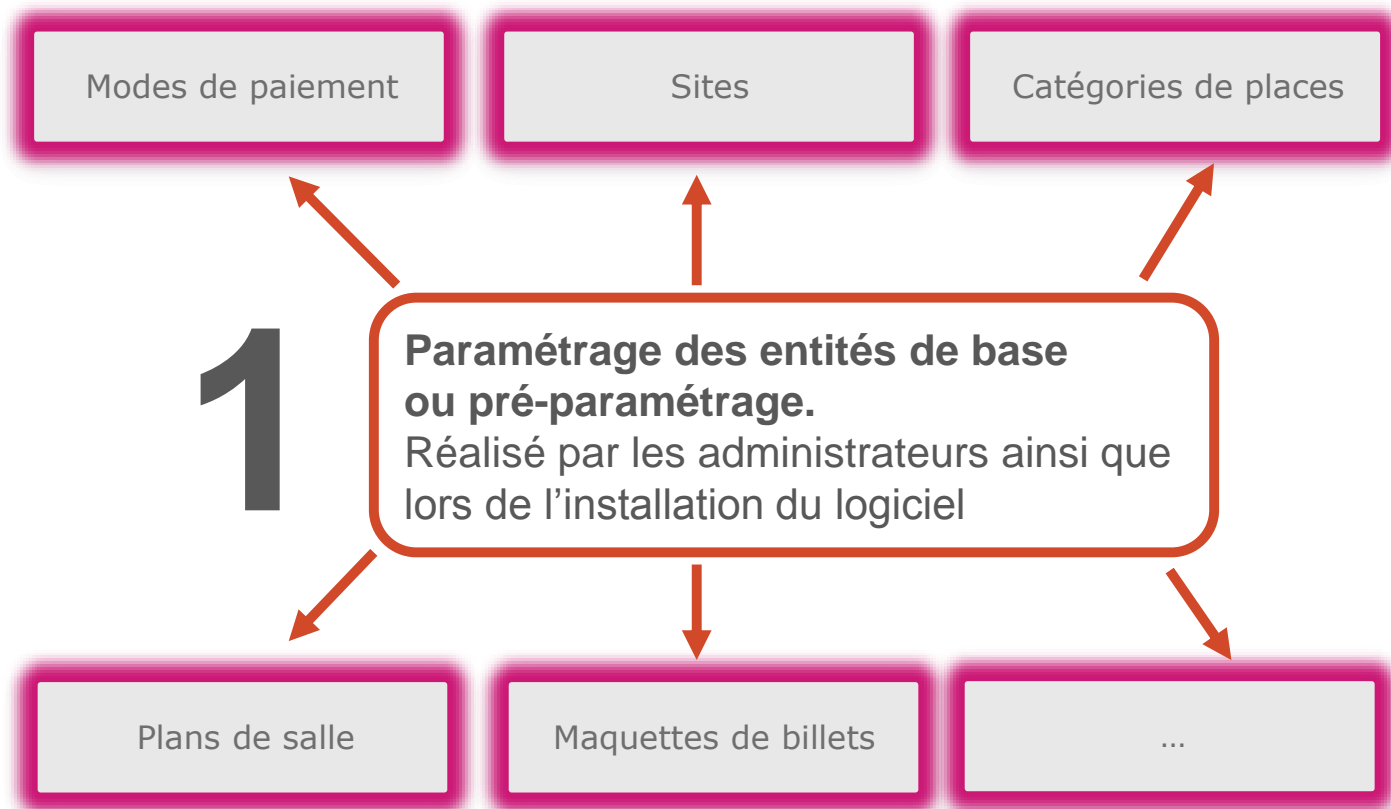 Modes de paiement
Sites
Catégories de places
1
Paramétrage des entités de base
ou pré-paramétrage.
Réalisé par les administrateurs ainsi que
lors de l’installation du logiciel
Plans de salle
Maquettes de billets
…